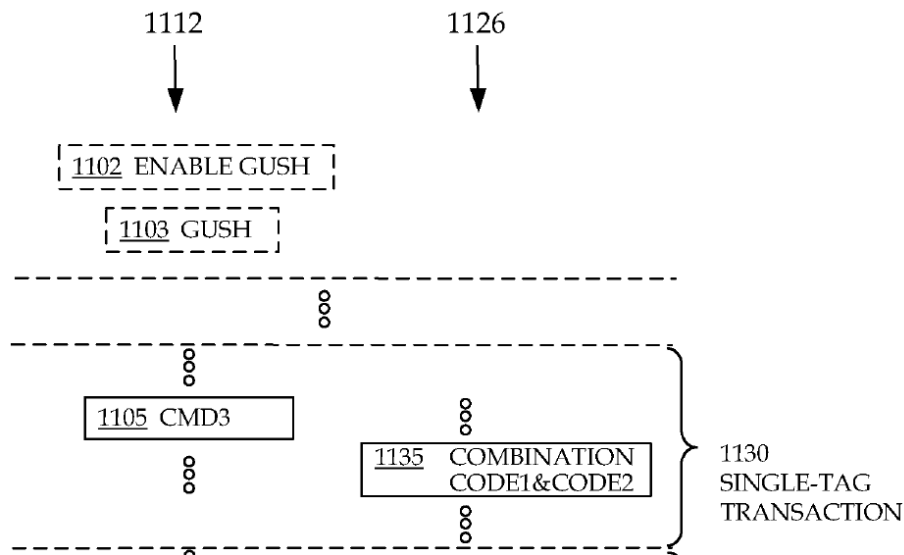 1112 1126
1102 ENABLE GUSH
1103 GUSH
1105 CMD3
1135 COMBINATION
CODE1&CODE2
1130
SINGLE-TAG
TRANSACTION